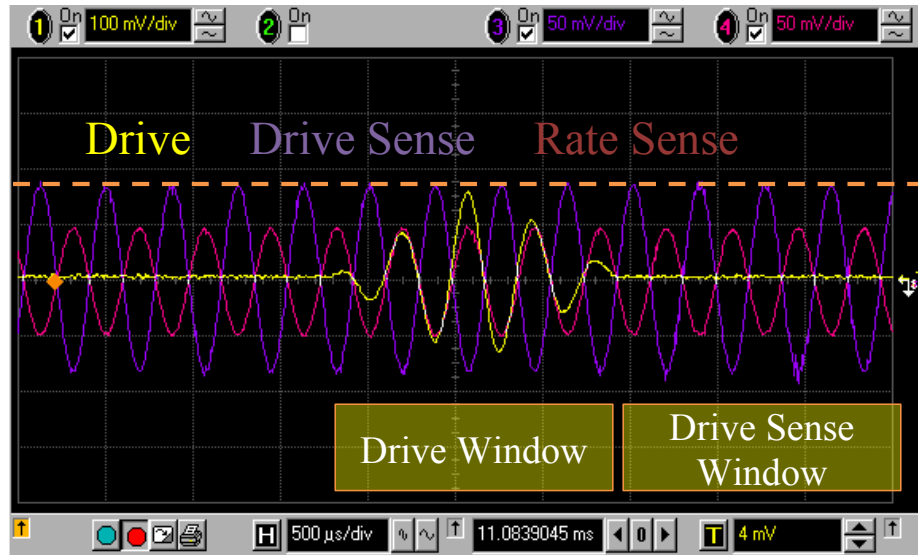 1 On 100 mV/div 2 On 3 On 50 mV/div 4 On 50 mV/div
Drive Drive Sense Rate Sense
Drive Window
Drive Sense
Window
H 500 µs/div 11.0839045 ms 0 T 4 mV